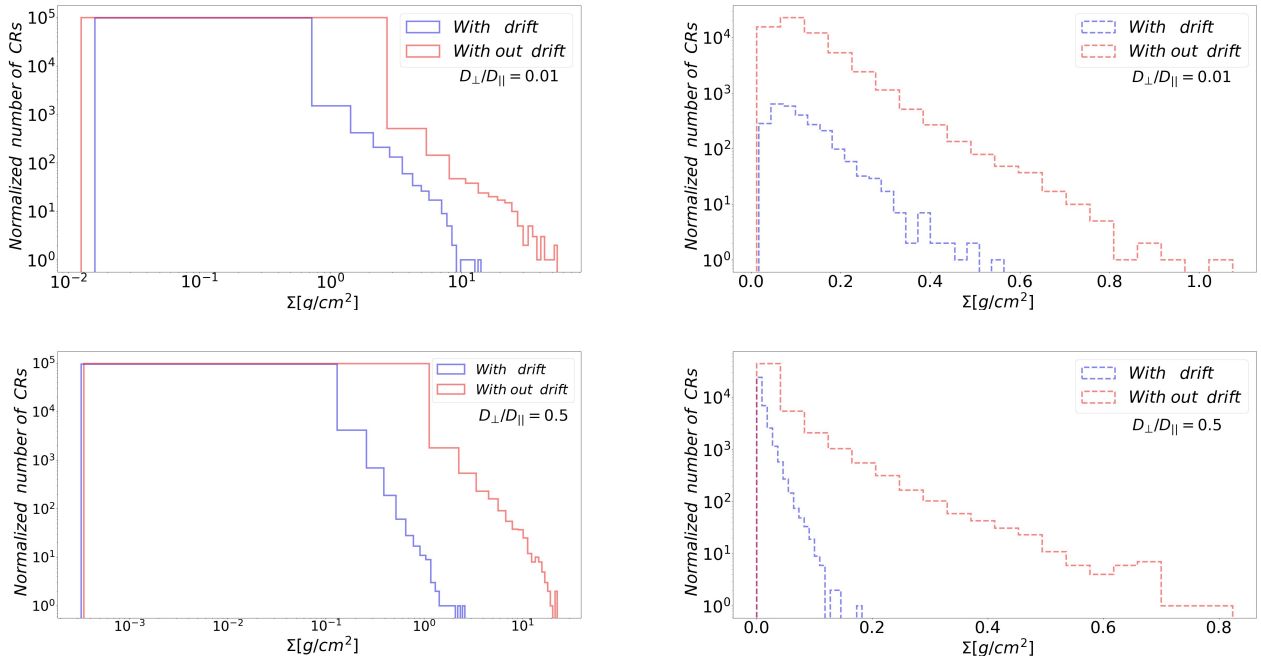 Normalized number of CRs
10⁵
10⁴
10³
10²
10¹
10⁰
With drift
With out drift
D⊥/D|| = 0.01
10⁻² 10⁻¹ 10⁰ 10¹
Σ[g/cm²]
Normalized number of CRs
10⁴
10³
10²
10¹
10⁰
With drift
With out drift
D⊥/D|| = 0.01
0.0 0.2 0.4 0.6 0.8 1.0
Σ[g/cm²]
Normalized number of CRs
10⁵
10⁴
10³
10²
10¹
10⁰
With drift
With out drift
D⊥/D|| = 0.5
10⁻³ 10⁻² 10⁻¹ 10⁰ 10¹
Σ[g/cm²]
Normalized number of CRs
10⁴
10³
10²
10¹
10⁰
With drift
With out drift
D⊥/D|| = 0.5
0.0 0.2 0.4 0.6 0.8
Σ[g/cm²]